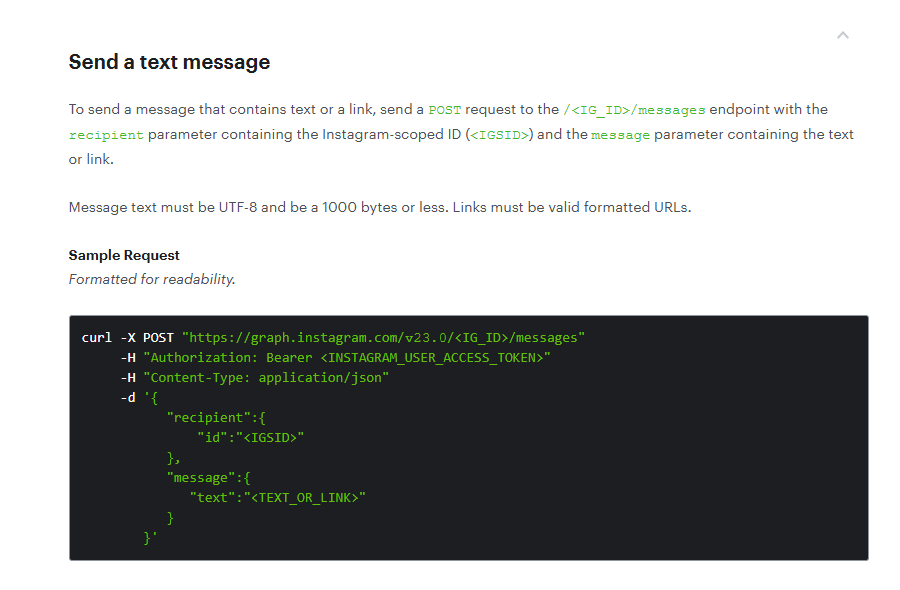 Send a text message
To send a message that contains text or a link, send a POST request to the /<IG_ID>/messages endpoint with the
recipient parameter containing the Instagram-scoped ID (<IGSID>) and the message parameter containing the text
or link.
Message text must be UTF-8 and be a 1000 bytes or less. Links must be valid formatted URLs.
Sample Request
Formatted for readability.
curl -X POST "https://graph.instagram.com/v23.0/<IG_ID>/messages"
     -H "Authorization: Bearer <INSTAGRAM_USER_ACCESS_TOKEN>"
     -H "Content-Type: application/json"
     -d '{
           "recipient":{
               "id":"<IGSID>"
           },
           "message":{
              "text":"<TEXT_OR_LINK>"
           }
        }'